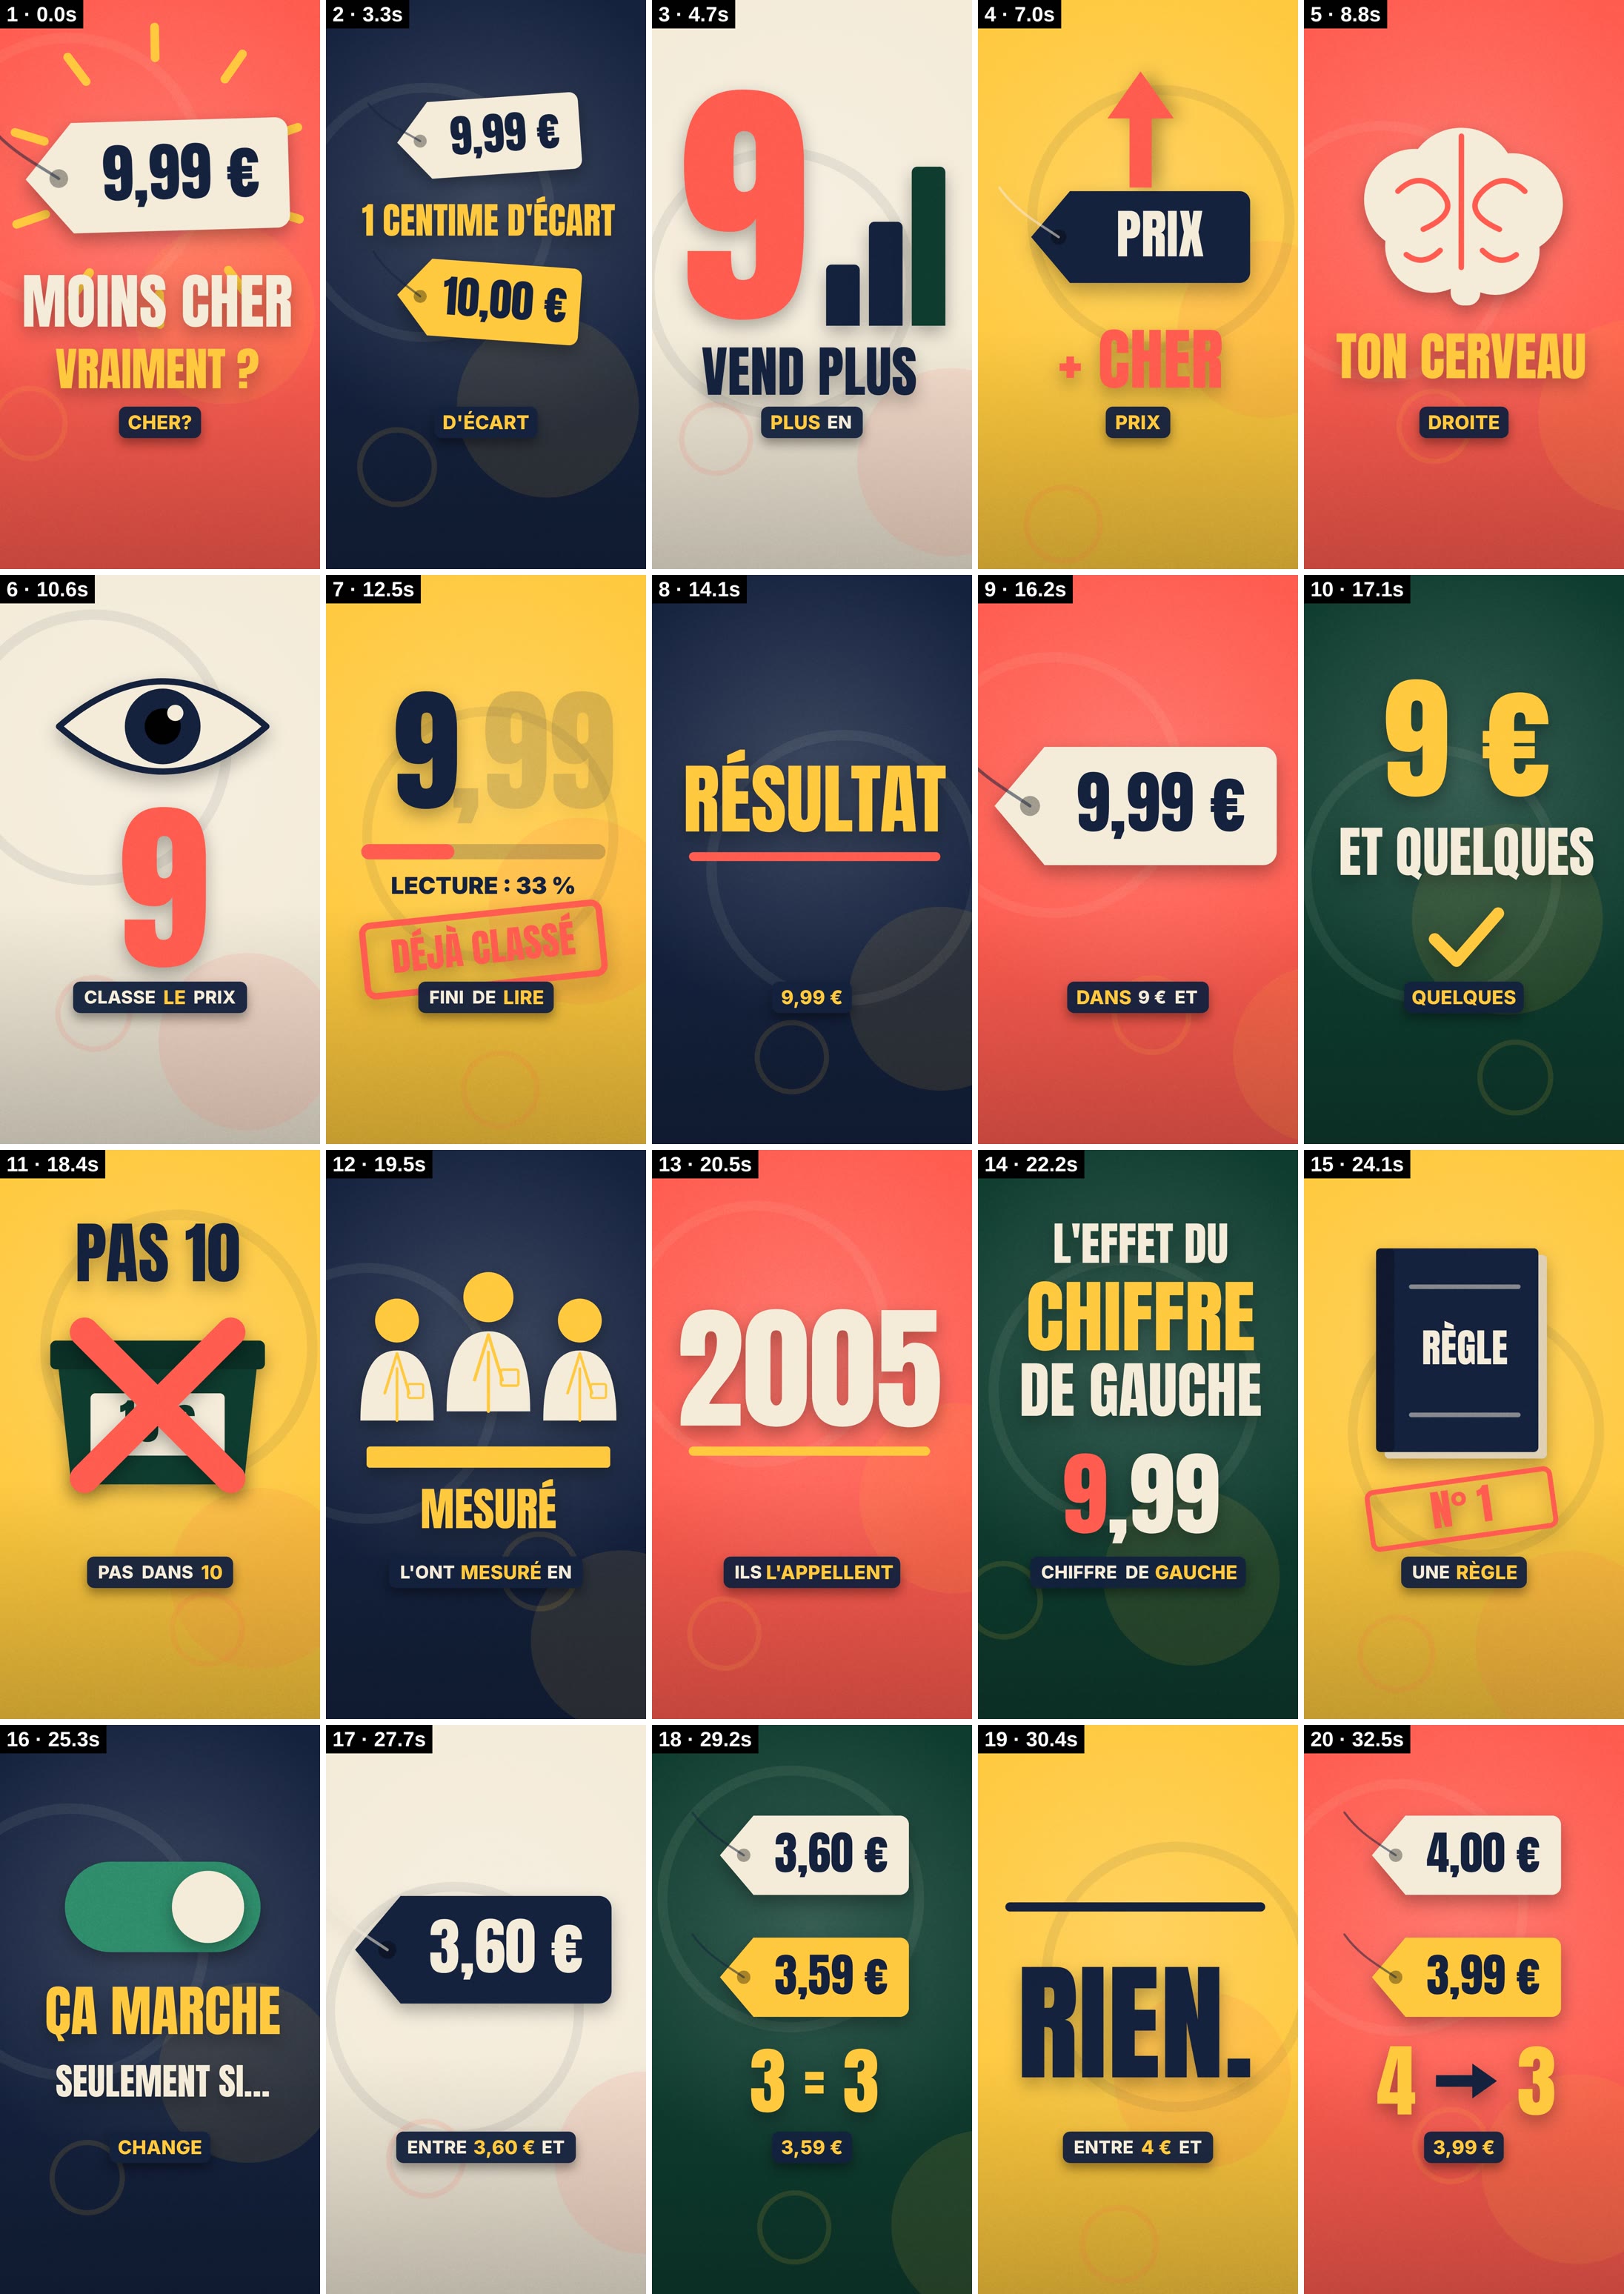 1 · 0.0s
9,99 €
MOINS CHER
VRAIMENT ?
CHER?
2 · 3.3s
9,99 €
1 CENTIME D'ÉCART
10,00 €
D'ÉCART
3 · 4.7s
9
VEND PLUS
PLUS EN
4 · 7.0s
PRIX
+ CHER
PRIX
5 · 8.8s
TON CERVEAU
DROITE
6 · 10.6s
9
CLASSE LE PRIX
7 · 12.5s
9,99
LECTURE : 33 %
DÉJÀ CLASSÉ
FINI DE LIRE
8 · 14.1s
RÉSULTAT
9,99 €
9 · 16.2s
9,99 €
DANS 9 € ET
10 · 17.1s
9 €
ET QUELQUES
QUELQUES
11 · 18.4s
PAS 10
PAS DANS 10
12 · 19.5s
MESURÉ
L'ONT MESURÉ EN
13 · 20.5s
2005
ILS L'APPELLENT
14 · 22.2s
L'EFFET DU
CHIFFRE
DE GAUCHE
9,99
CHIFFRE DE GAUCHE
15 · 24.1s
RÈGLE
N° 1
UNE RÈGLE
16 · 25.3s
ÇA MARCHE
SEULEMENT SI...
CHANGE
17 · 27.7s
3,60 €
ENTRE 3,60 € ET
18 · 29.2s
3,60 €
3,59 €
3 = 3
3,59 €
19 · 30.4s
RIEN.
ENTRE 4 € ET
20 · 32.5s
4,00 €
3,99 €
4 → 3
3,99 €